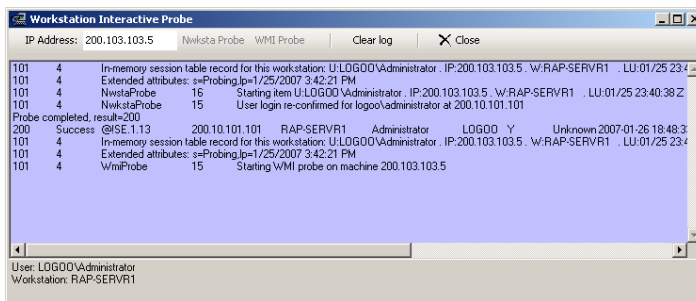 Workstation Interactive Probe
IP Address: 200.103.103.5 Nwksta Probe WMI Probe Clear log Close
101 4 In-memory session table record for this workstation: U:LOGOO\Administrator . IP:200.103.103.5 . W:RAP-SERVR1 . LU:01/25 23:4
101 4 Extended attributes: s=Probing,lp=1/25/2007 3:42:21 PM
101 4 NwstaProbe 16 Starting item U:LOGOO\Administrator . IP:200.103.103.5 . W:RAP-SERVR1 . LU:01/25 23:40:38 Z
101 4 NwkstaProbe 15 User login re-confirmed for logoo\administrator at 200.10.101.101
Probe completed, result=200
200 Success @ISE.1.13 200.10.101.101 RAP-SERVR1 Administrator LOGOO Y Unknown 2007-01-26 18:48:3
101 4 In-memory session table record for this workstation: U:LOGOO\Administrator . IP:200.103.103.5 . W:RAP-SERVR1 . LU:01/25 23:4
101 4 Extended attributes: s=Probing,lp=1/25/2007 3:42:21 PM
101 4 WmiProbe 15 Starting WMI probe on machine 200.103.103.5
User: LOGOO\Administrator
Workstation: RAP-SERVR1